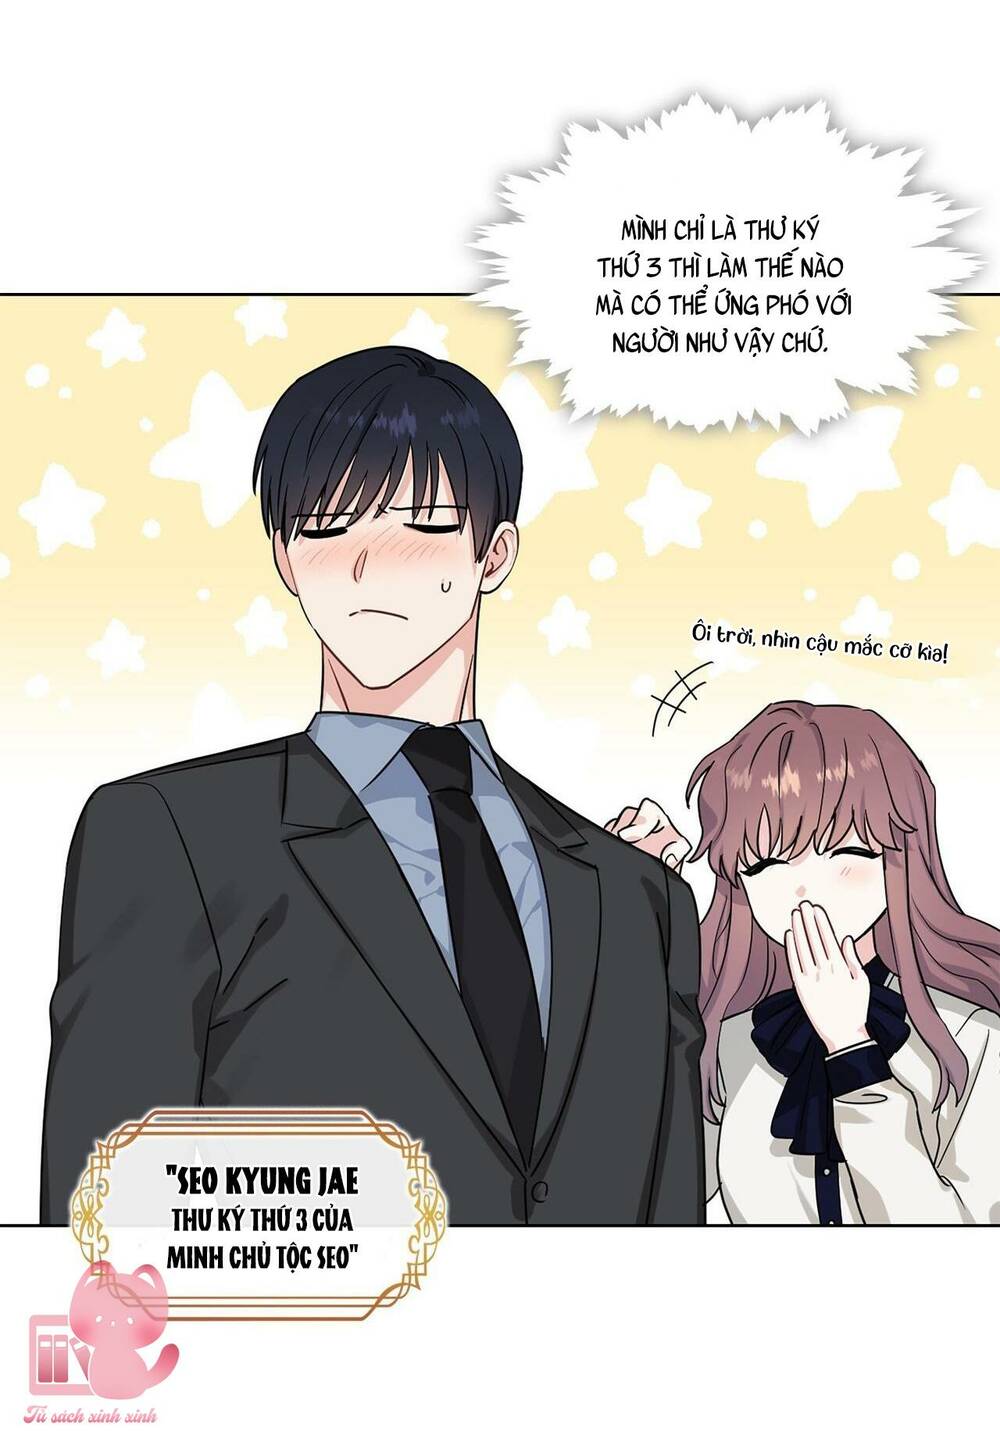 MÌNH CHỈ LÀ THƯ KÝ
THỨ 3 THÌ LÀM THẾ NÀO
MÀ CÓ THỂ ỨNG PHÓ VỚI
NGƯỜI NHƯ VẬY CHỨ.
Ôi trời, nhìn cậu mắc cỡ kìa!
"SEO KYUNG JAE
THƯ KÝ THỨ 3 CỦA
MINH CHỦ TỘC SEO"
Tủ sách xinh xinh